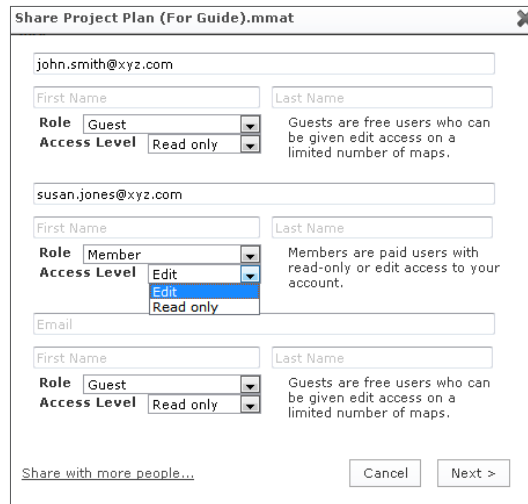 Share Project Plan (For Guide).mmat
john.smith@xyz.com
First Name Last Name
Role Guest
Access Level Read only
Guests are free users who can
be given edit access on a
limited number of maps.
susan.jones@xyz.com
First Name Last Name
Role Member
Access Level Edit
Edit
Read only
Members are paid users with
read-only or edit access to your
account.
Email
First Name Last Name
Role Guest
Access Level Read only
Guests are free users who can
be given edit access on a
limited number of maps.
Share with more people...
Cancel Next >